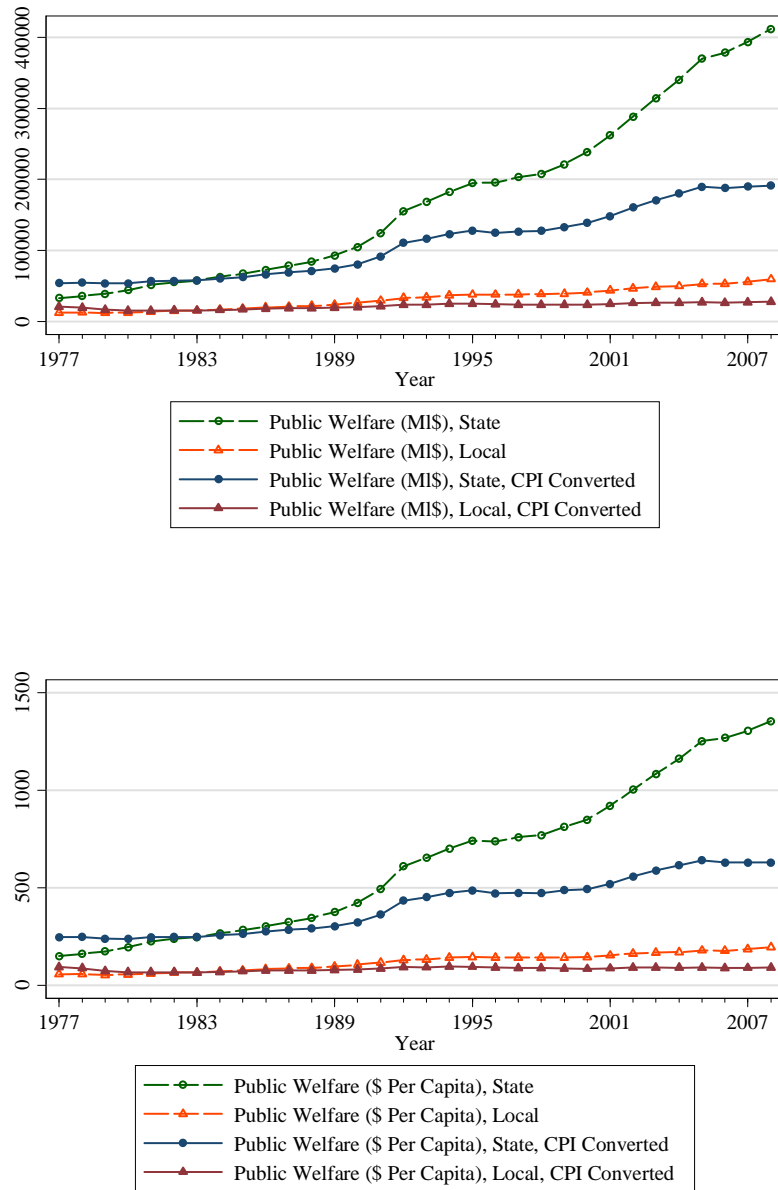 400000
300000
200000
100000
0
1977 1983 1989 1995 2001 2007
Year
Public Welfare (Ml$), State
Public Welfare (Ml$), Local
Public Welfare (Ml$), State, CPI Converted
Public Welfare (Ml$), Local, CPI Converted
1500
1000
500
0
1977 1983 1989 1995 2001 2007
Year
Public Welfare ($ Per Capita), State
Public Welfare ($ Per Capita), Local
Public Welfare ($ Per Capita), State, CPI Converted
Public Welfare ($ Per Capita), Local, CPI Converted